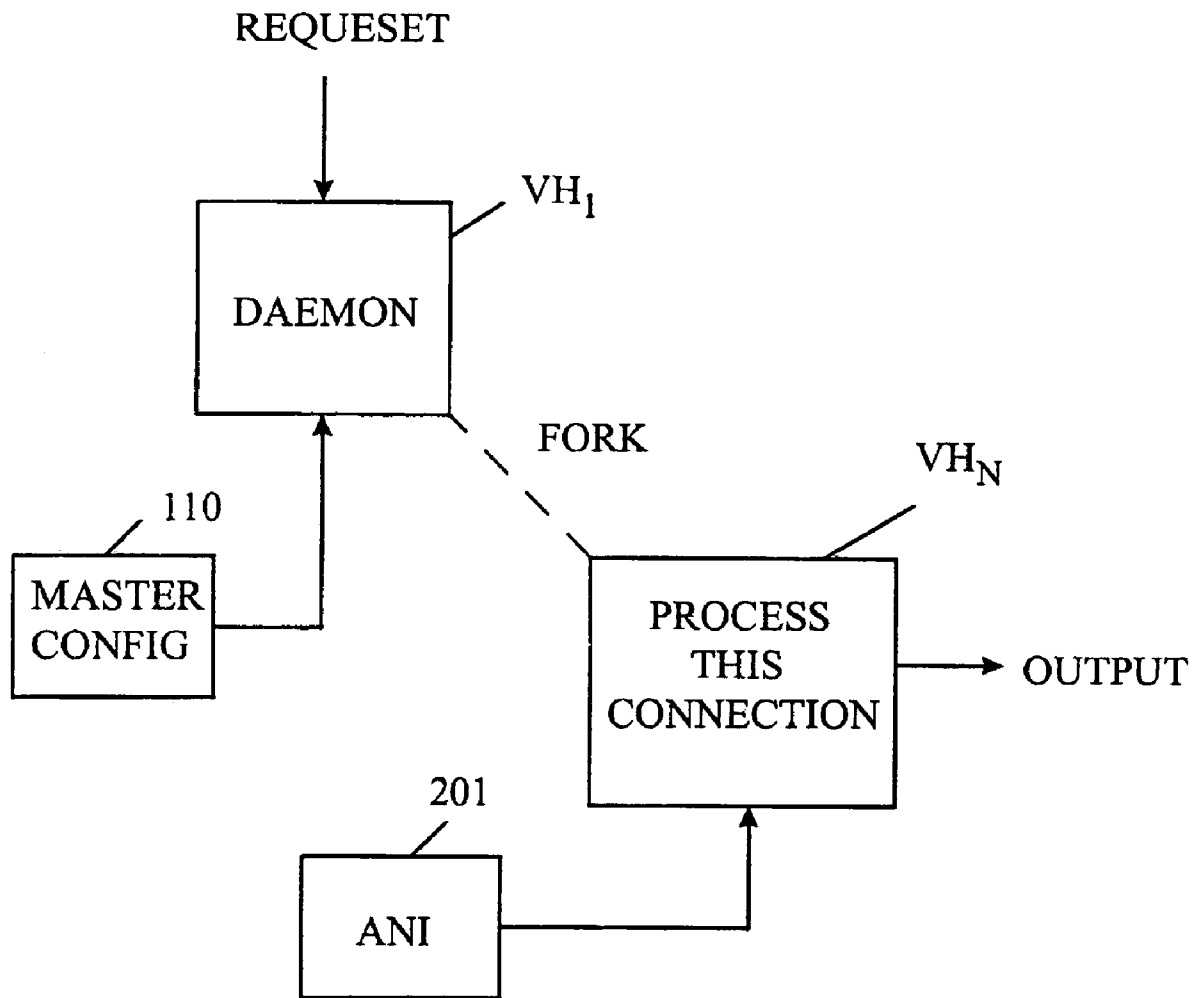 REQUESET
VH1
DAEMON
FORK
VHN
110
MASTER
CONFIG
PROCESS
THIS
CONNECTION
OUTPUT
201
ANI